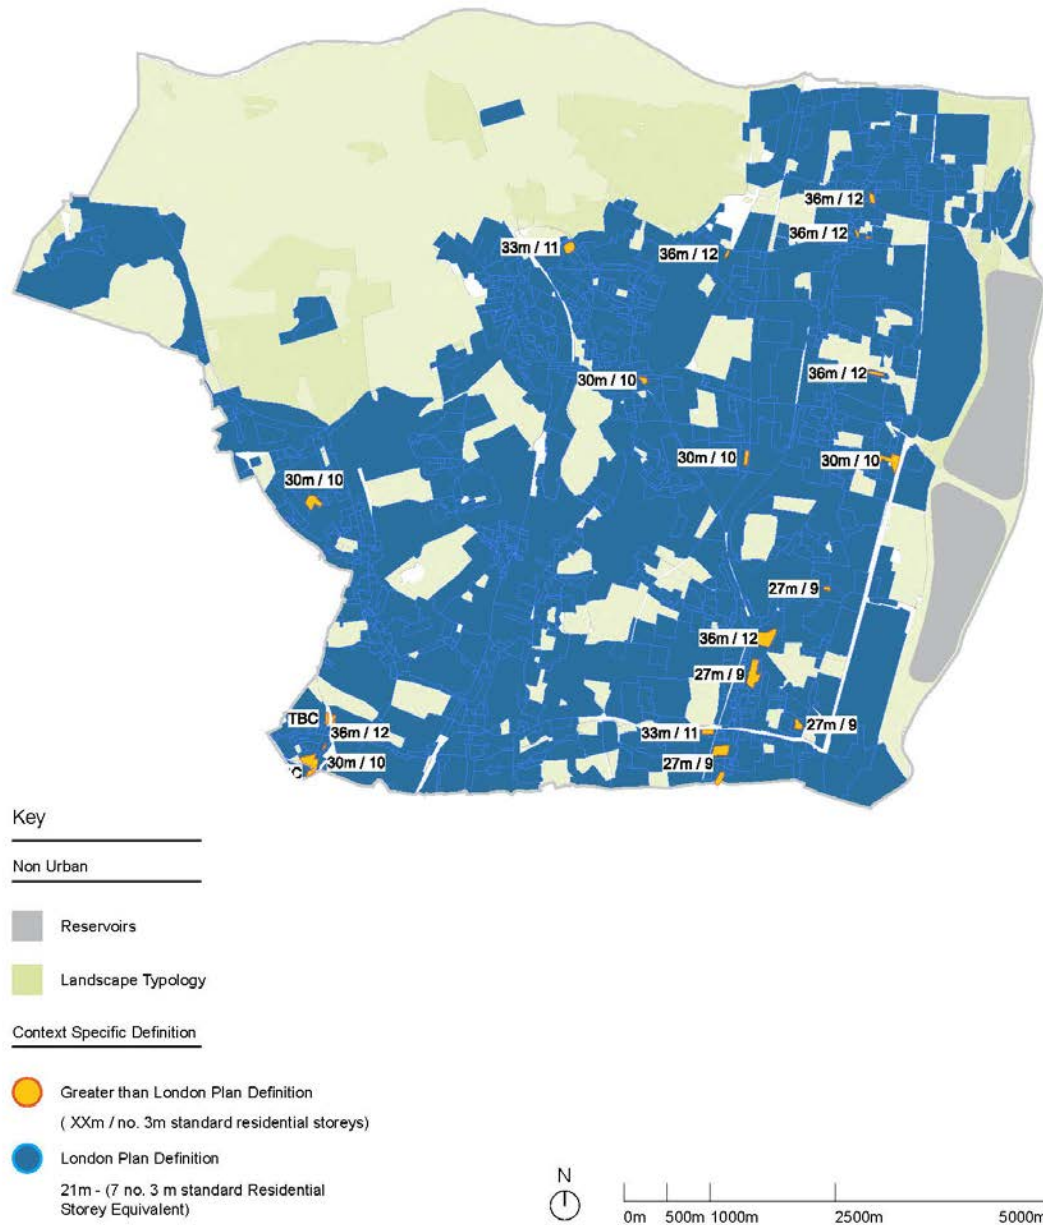 36m / 12
36m / 12
33m / 11
36m / 12
36m / 12
30m / 10
30m / 10
30m / 10
30m / 10
27m / 9
36m / 12
27m / 9
TBC
27m / 9
36m / 12
33m / 11
30m / 10
27m / 9
Key
Non Urban
Reservoirs
Landscape Typology
Context Specific Definition
Greater than London Plan Definition
( XXm / no. 3m standard residential storeys)
London Plan Definition
21m - (7 no. 3 m standard Residential
Storey Equivalent)
N
0m 500m 1000m 2500m 5000m